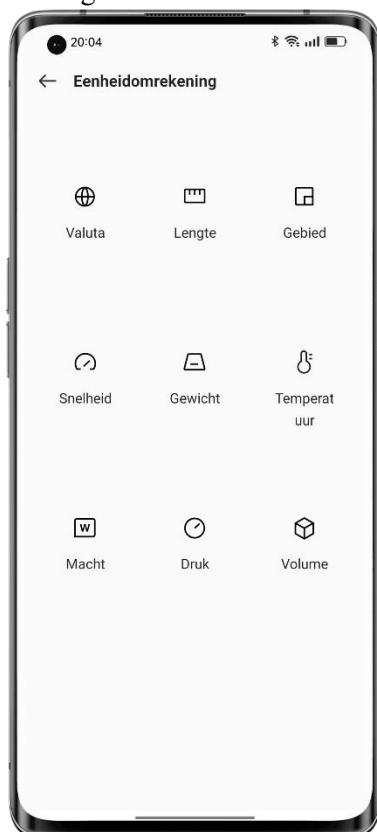 20:04
Eenheidomrekening
Valuta Lengte Gebied
Snelheid Gewicht Temperat
uur
W
Macht Druk Volume